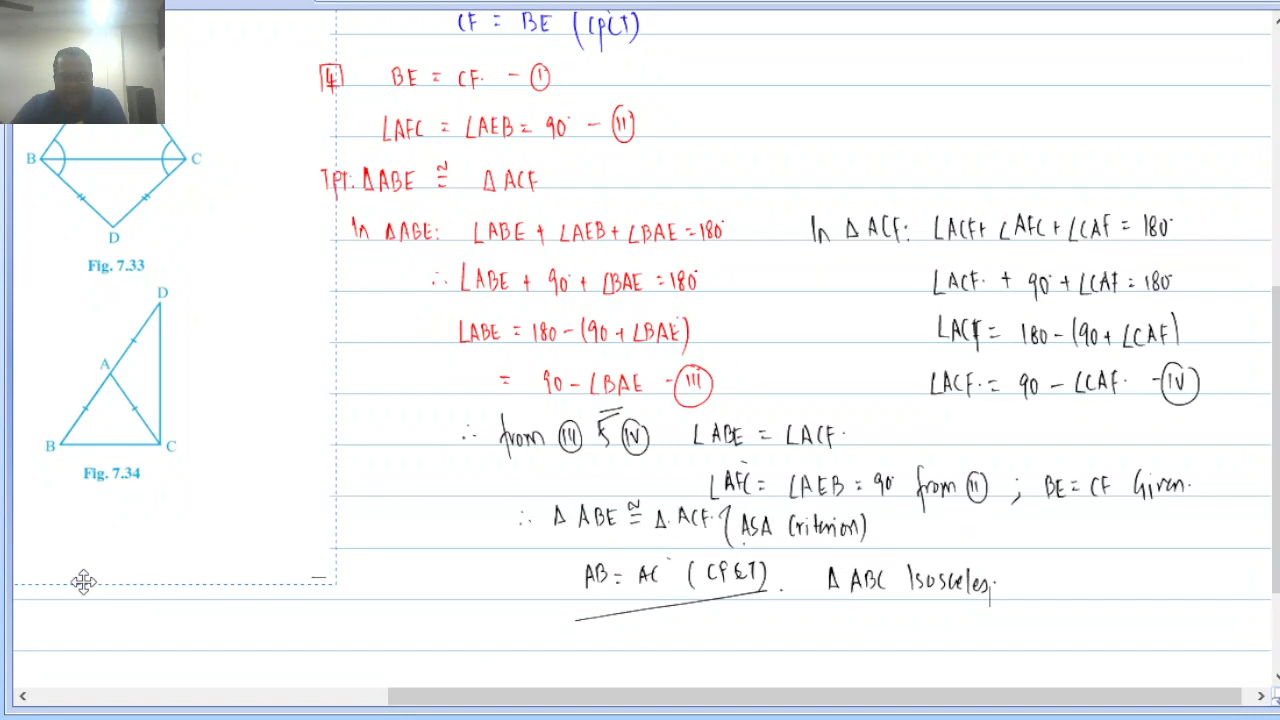 CF = BE (CPCT)
4 BE = CF. - I
∠AFC = ∠AEB = 90° - II
Tpt: ΔABE ≅ ΔACF
In ΔABE: ∠ABE + ∠AEB + ∠BAE = 180°
∴ ∠ABE + 90° + ∠BAE = 180°
∠ABE = 180 - (90 + ∠BAE)
= 90 - ∠BAE - III
In ΔACF: ∠ACF + ∠AFC + ∠CAF = 180°
∠ACF + 90° + ∠CAF = 180°
∠ACF = 180 - (90 + ∠CAF)
∠ACF = 90 - ∠CAF. - IV
∴ from III & IV ∠ABE = ∠ACF.
∠AFC = ∠AEB = 90° from II ; BE = CF Given.
∴ Δ ABE ≅ Δ ACF. (ASA Criterion)
AB = AC (CPCT). Δ ABC Isosceles.
B C
D
Fig. 7.33
D
A
B C
Fig. 7.34